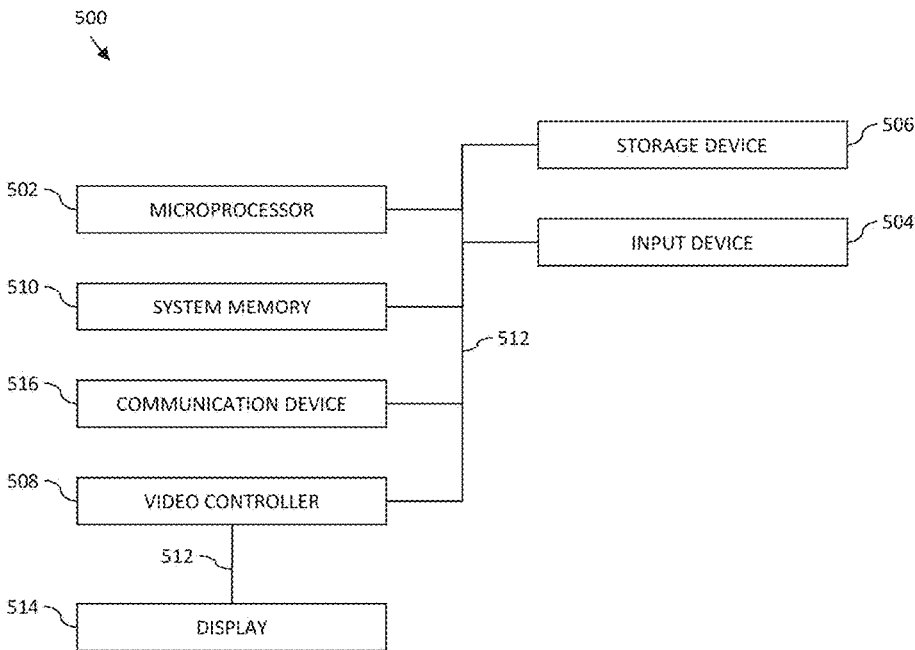 500
STORAGE DEVICE
506
502
MICROPROCESSOR
INPUT DEVICE
504
510
SYSTEM MEMORY
512
516
COMMUNICATION DEVICE
508
VIDEO CONTROLLER
512
514
DISPLAY